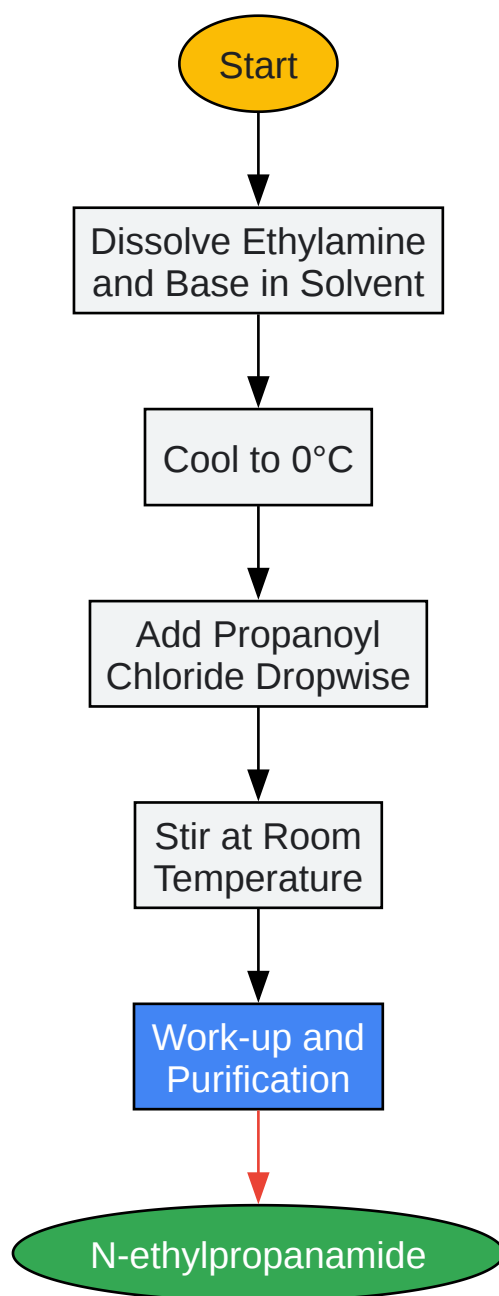 Start
Dissolve Ethylamine
and Base in Solvent
Cool to 0°C
Add Propanoyl
Chloride Dropwise
Stir at Room
Temperature
Work-up and
Purification
N-ethylpropanamide